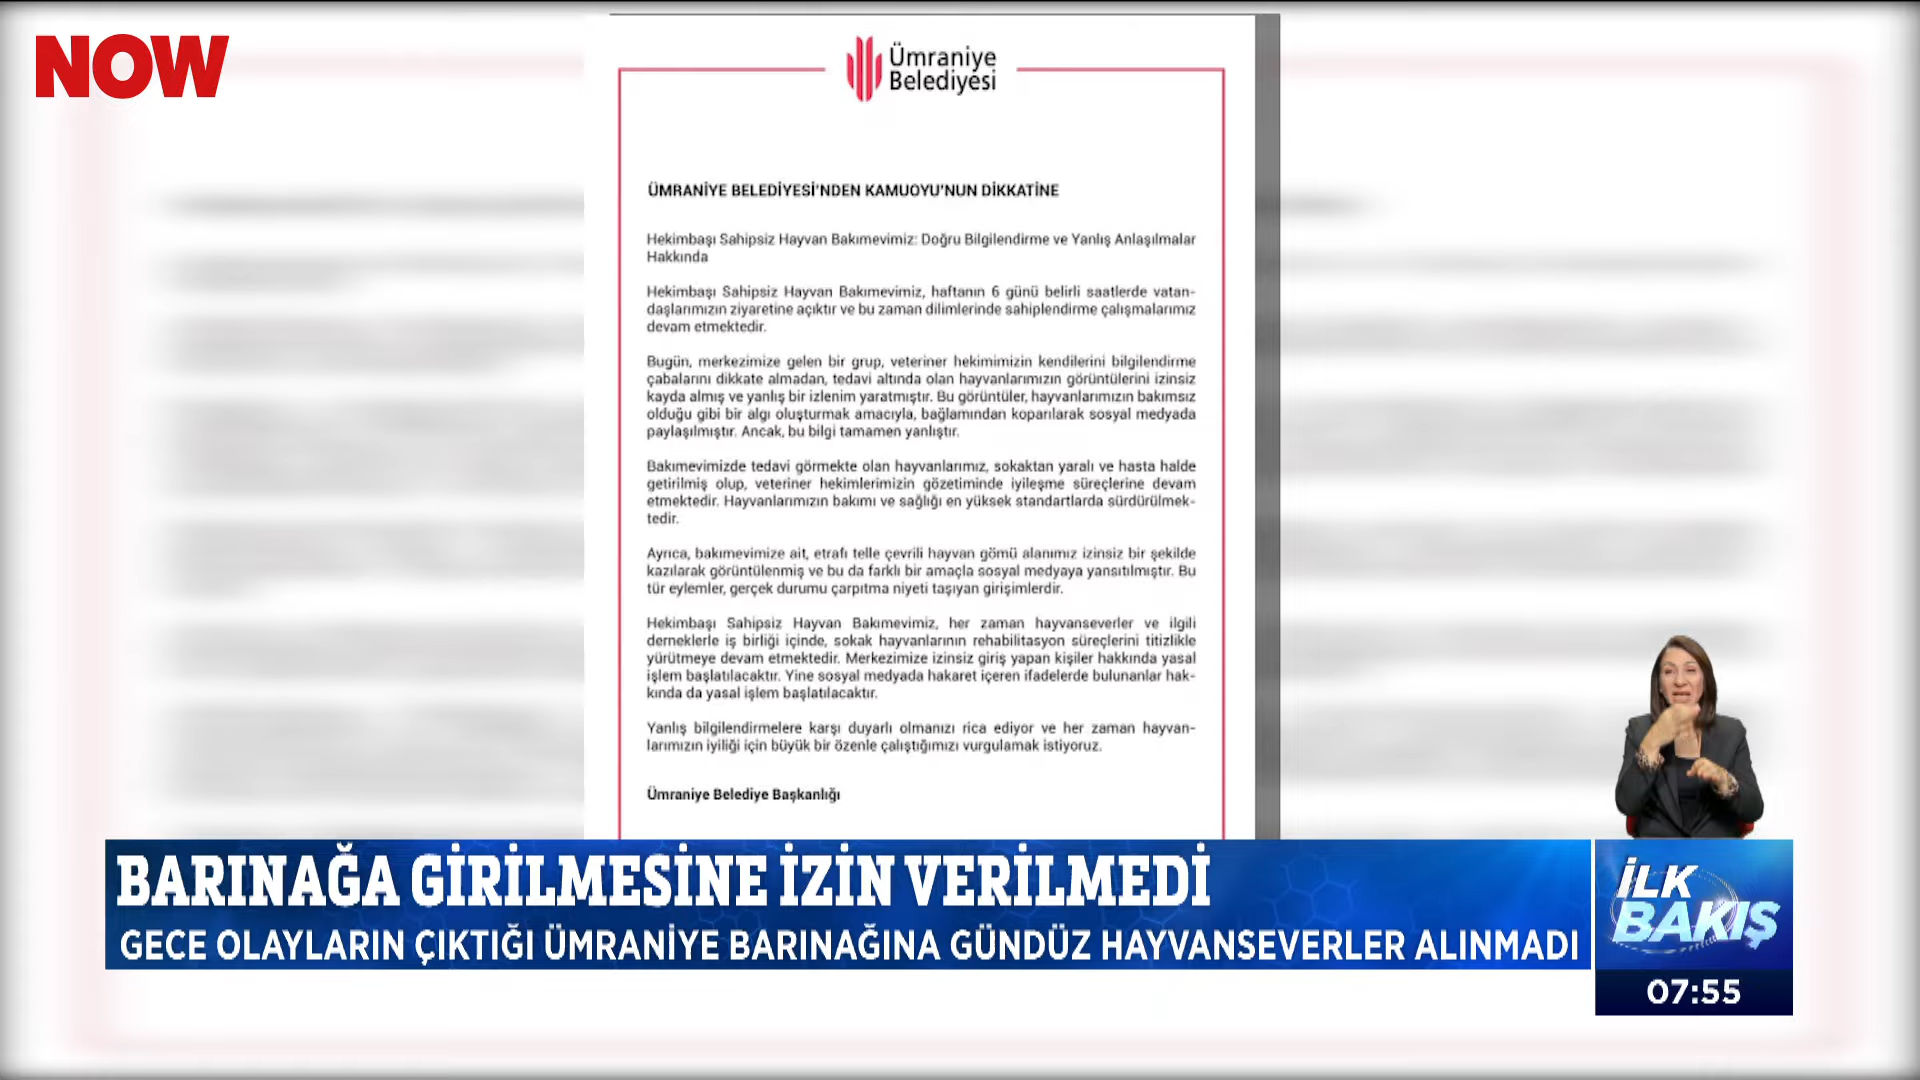 NOW
Ümraniye
Belediyesi
ÜMRANİYE BELEDİYESİ'NDEN KAMUOYU'NUN DİKKATİNE
Hekimbaşı Sahipsiz Hayvan Bakımevimiz: Doğru Bilgilendirme ve Yanlış Anlaşılmalar
Hakkında
Hekimbaşı Sahipsiz Hayvan Bakımevimiz, haftanın 6 günü belirli saatlerde vatan-
daşlarımızın ziyaretine açıktır ve bu zaman dilimlerinde sahiplendirme çalışmalarımız
devam etmektedir.
Bugün, merkezimize gelen bir grup, veteriner hekimimizin kendilerini bilgilendirme
çabalarını dikkate almadan, tedavi altında olan hayvanlarımızın görüntülerini izinsiz
kayda almış ve yanlış bir izlenim yaratmıştır. Bu görüntüler, hayvanlarımızın bakımsız
olduğu gibi bir algı oluşturmak amacıyla, bağlamından koparılarak sosyal medyada
paylaşılmıştır. Ancak, bu bilgi tamamen yanlıştır.
Bakımevimizde tedavi görmekte olan hayvanlarımız, sokaktan yaralı ve hasta halde
getirilmiş olup, veteriner hekimlerimizin gözetiminde iyileşme süreçlerine devam
etmektedir. Hayvanlarımızın bakımı ve sağlığı en yüksek standartlarda sürdürülmek-
tedir.
Ayrıca, bakımevimize ait, etrafı telle çevrili hayvan gömü alanımız izinsiz bir şekilde
kazılarak görüntülenmiş ve bu da farklı bir amaçla sosyal medyaya yansıtılmıştır. Bu
tür eylemler, gerçek durumu çarpıtma niyeti taşıyan girişimlerdir.
Hekimbaşı Sahipsiz Hayvan Bakımevimiz, her zaman hayvanseverler ve ilgili
derneklerle iş birliği içinde, sokak hayvanlarının rehabilitasyon süreçlerini titizlikle
yürütmeye devam etmektedir. Merkezimize izinsiz giriş yapan kişiler hakkında yasal
işlem başlatılacaktır. Yine sosyal medyada hakaret içeren ifadelerde bulunanlar hak-
kında da yasal işlem başlatılacaktır.
Yanlış bilgilendirmelere karşı duyarlı olmanızı rica ediyor ve her zaman hayvan-
larımızın iyiliği için büyük bir özenle çalıştığımızı vurgulamak istiyoruz.
Ümraniye Belediye Başkanlığı
BARINAĞA GİRİLMESİNE İZİN VERİLMEDİ
GECE OLAYLARIN ÇIKTIĞI ÜMRANİYE BARINAĞINA GÜNDÜZ HAYVANSEVERLER ALINMADI
İLK
BAKIŞ
07:55